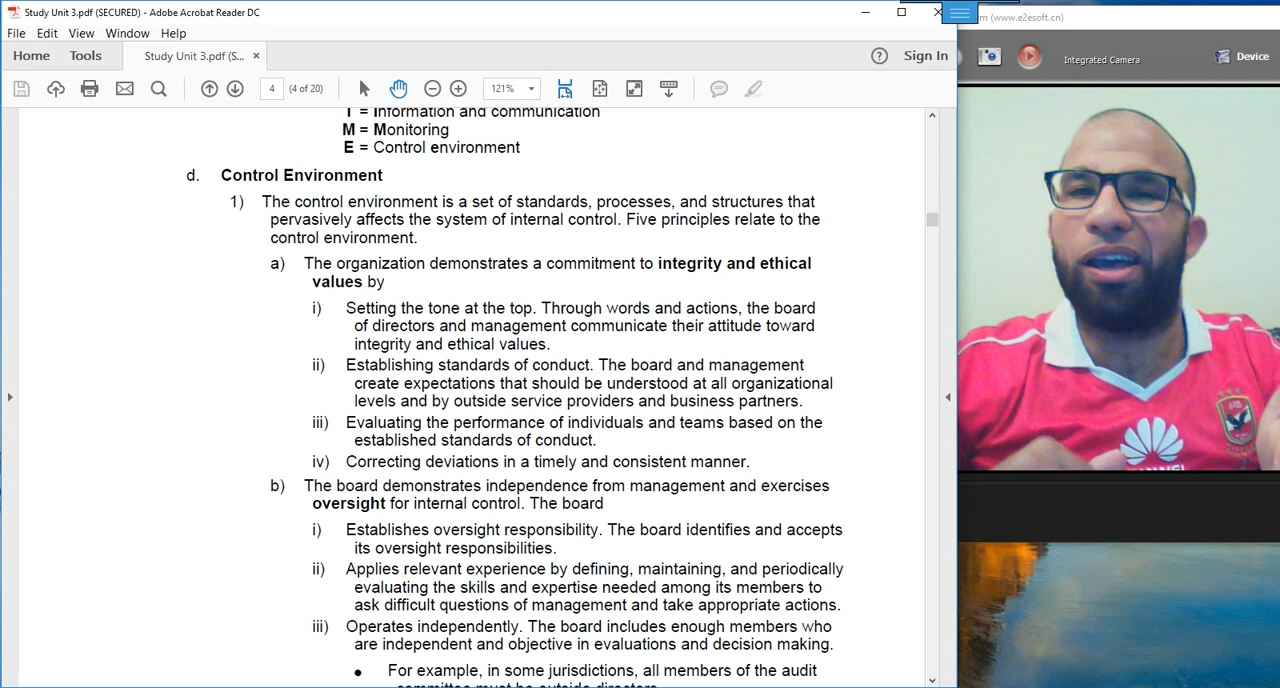 Study Unit 3.pdf (SECURED) - Adobe Acrobat Reader DC
m (www.e2esoft.cn)
File Edit View Window Help
Home Tools Study Unit 3.pdf (S... × Sign In
Integrated Camera Device
4 (4 of 20) 121%
I = Information and communication
M = Monitoring
E = Control environment
d. Control Environment
1) The control environment is a set of standards, processes, and structures that
pervasively affects the system of internal control. Five principles relate to the
control environment.
a) The organization demonstrates a commitment to integrity and ethical
values by
i) Setting the tone at the top. Through words and actions, the board
of directors and management communicate their attitude toward
integrity and ethical values.
ii) Establishing standards of conduct. The board and management
create expectations that should be understood at all organizational
levels and by outside service providers and business partners.
iii) Evaluating the performance of individuals and teams based on the
established standards of conduct.
iv) Correcting deviations in a timely and consistent manner.
b) The board demonstrates independence from management and exercises
oversight for internal control. The board
i) Establishes oversight responsibility. The board identifies and accepts
its oversight responsibilities.
ii) Applies relevant experience by defining, maintaining, and periodically
evaluating the skills and expertise needed among its members to
ask difficult questions of management and take appropriate actions.
iii) Operates independently. The board includes enough members who
are independent and objective in evaluations and decision making.
• For example, in some jurisdictions, all members of the audit
committee must be outside directors.
HUAWEI